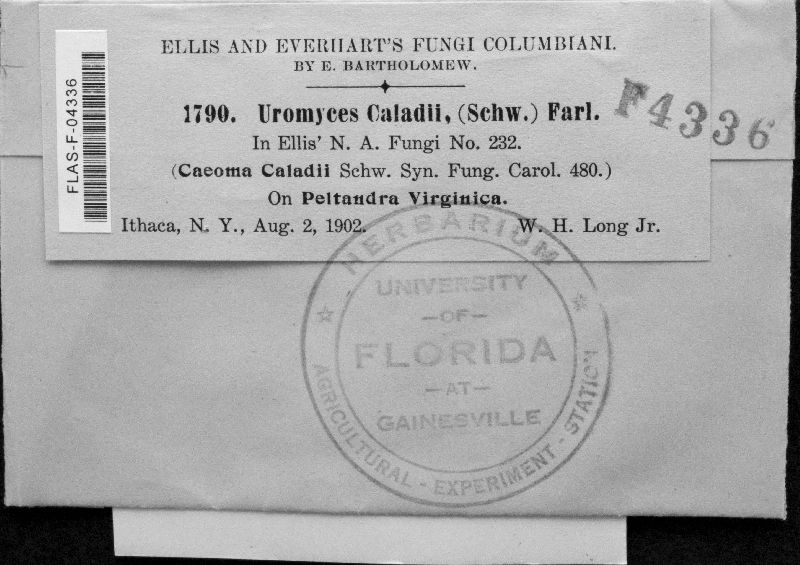 ELLIS AND EVERHART'S FUNGI COLUMBIANI.
BY E. BARTHOLOMEW.
1790. Uromyces Caladii, (Schw.) Farl.
In Ellis' N. A. Fungi No. 232.
(Caeoma Caladii Schw. Syn. Fung. Carol. 480.)
On Peltandra Virginica.
Ithaca, N. Y., Aug. 2, 1902. W. H. Long Jr.
FLAS-F-04336
F4336
HERBARIUM
UNIVERSITY
-OF-
FLORIDA
-AT-
GAINESVILLE
AGRICULTURAL - EXPERIMENT - STATION